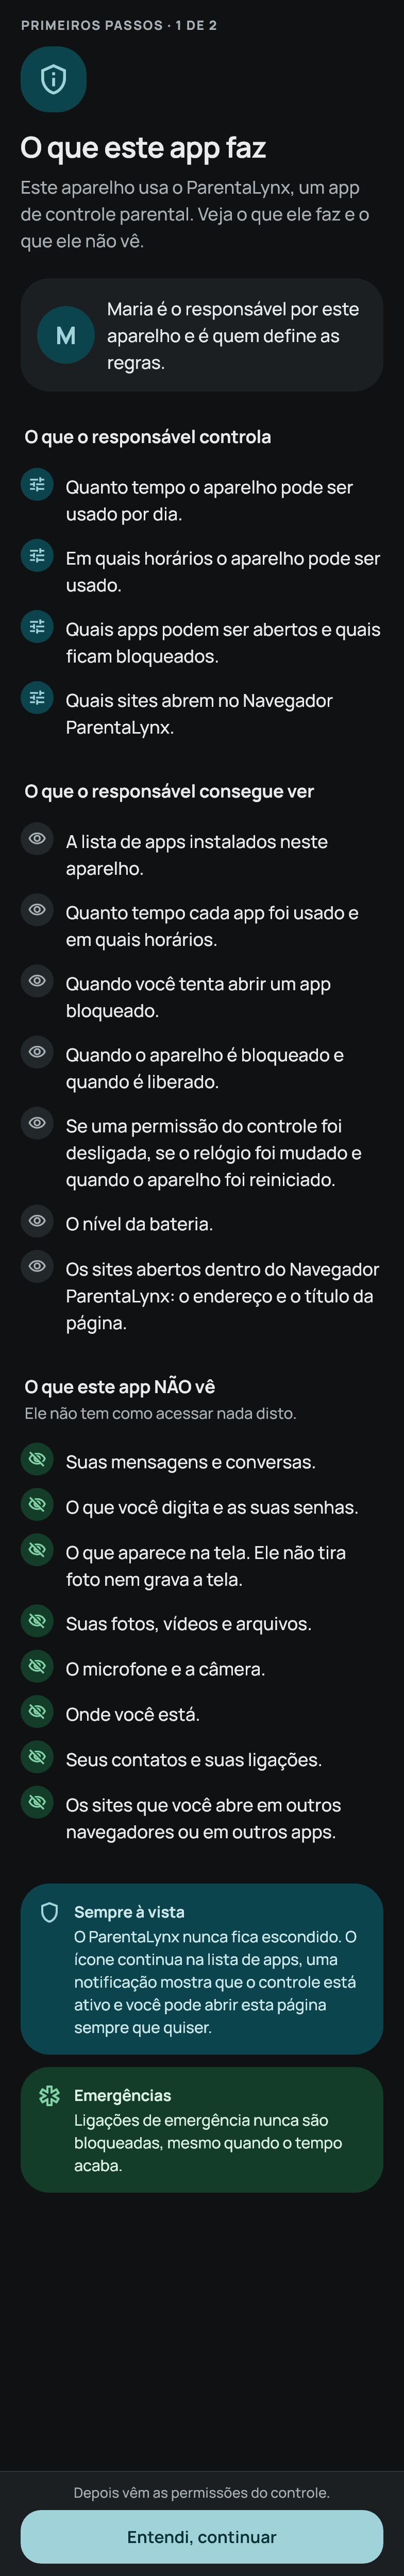 PRIMEIROS PASSOS · 1 DE 2
O que este app faz
Este aparelho usa o ParentaLynx, um app
de controle parental. Veja o que ele faz e o
que ele não vê.
M
Maria é o responsável por este
aparelho e é quem define as
regras.
O que o responsável controla
Quanto tempo o aparelho pode ser
usado por dia.
Em quais horários o aparelho pode ser
usado.
Quais apps podem ser abertos e quais
ficam bloqueados.
Quais sites abrem no Navegador
ParentaLynx.
O que o responsável consegue ver
A lista de apps instalados neste
aparelho.
Quanto tempo cada app foi usado e
em quais horários.
Quando você tenta abrir um app
bloqueado.
Quando o aparelho é bloqueado e
quando é liberado.
Se uma permissão do controle foi
desligada, se o relógio foi mudado e
quando o aparelho foi reiniciado.
O nível da bateria.
Os sites abertos dentro do Navegador
ParentaLynx: o endereço e o título da
página.
O que este app NÃO vê
Ele não tem como acessar nada disto.
Suas mensagens e conversas.
O que você digita e as suas senhas.
O que aparece na tela. Ele não tira
foto nem grava a tela.
Suas fotos, vídeos e arquivos.
O microfone e a câmera.
Onde você está.
Seus contatos e suas ligações.
Os sites que você abre em outros
navegadores ou em outros apps.
Sempre à vista
O ParentaLynx nunca fica escondido. O
ícone continua na lista de apps, uma
notificação mostra que o controle está
ativo e você pode abrir esta página
sempre que quiser.
Emergências
Ligações de emergência nunca são
bloqueadas, mesmo quando o tempo
acaba.
Depois vêm as permissões do controle.
Entendi, continuar